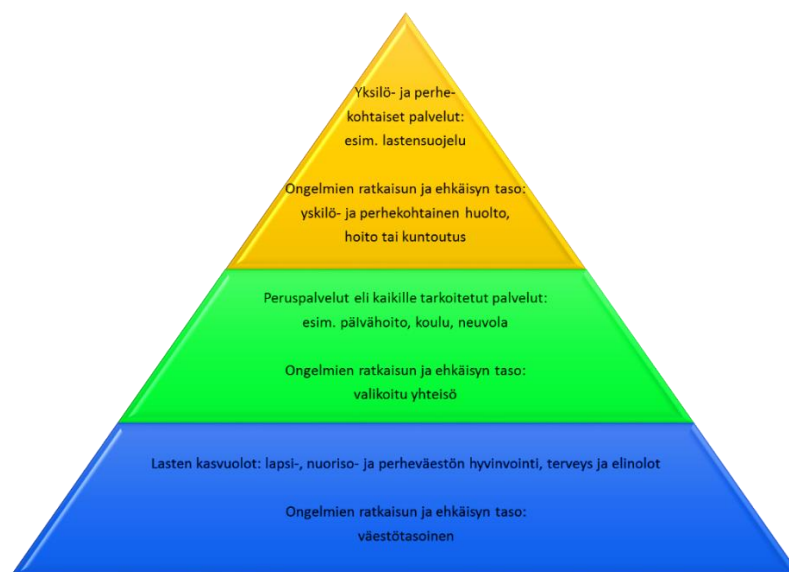 Yksilö- ja perhe-
kohtaiset palvelut:
esim. lastensuojelu
Ongelmien ratkaisun ja ehkäisyn taso:
yskilö- ja perhekohtainen huolto,
hoito tai kuntoutus
Peruspalvelut eli kaikille tarkoitetut palvelut:
esim. päivähoito, koulu, neuvola
Ongelmien ratkaisun ja ehkäisyn taso:
valikoitu yhteisö
Lasten kasvuolot: lapsi-, nuoriso- ja perheväestön hyvinvointi, terveys ja elinolot
Ongelmien ratkaisun ja ehkäisyn taso:
väestötasoinen